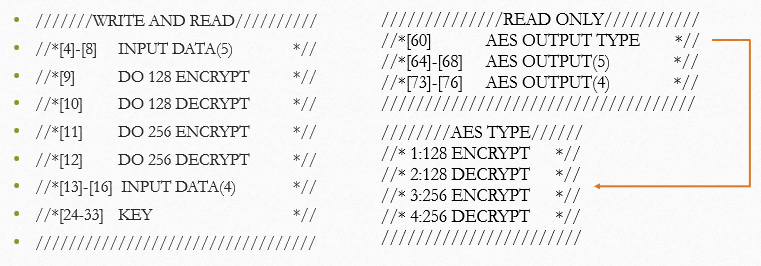 ///////WRITE AND READ//////////
//*[4]-[8] INPUT DATA(5) *//
//*[9] DO 128 ENCRYPT *//
//*[10] DO 128 DECRYPT *//
//*[11] DO 256 ENCRYPT *//
//*[12] DO 256 DECRYPT *//
//*[13]-[16] INPUT DATA(4) *//
//*[24-33] KEY *//
//////////////////////////////////
//////////////READ ONLY///////////
//*[60] AES OUTPUT TYPE *//
//*[64]-[68] AES OUTPUT(5) *//
//*[73]-[76] AES OUTPUT(4) *//
//////////////////////////////////////
////////AES TYPE//////
//* 1:128 ENCRYPT *//
//* 2:128 DECRYPT *//
//* 3:256 ENCRYPT *//
//* 4:256 DECRYPT *//
////////////////////////